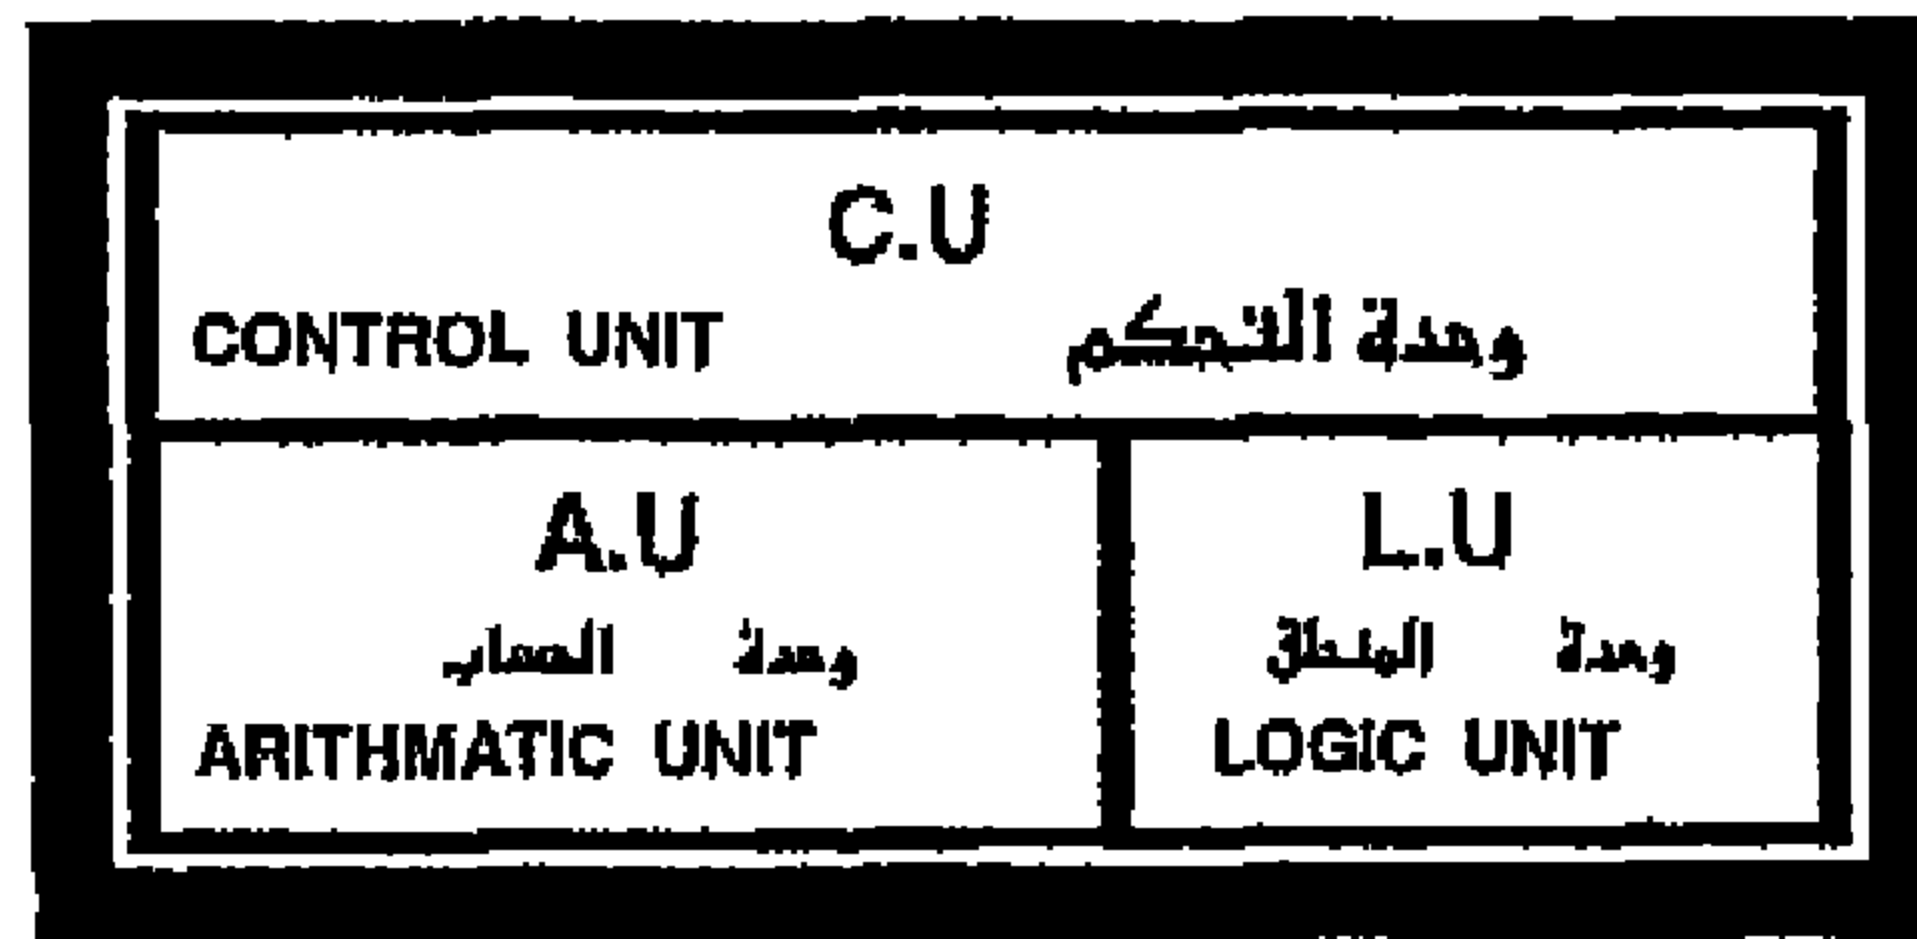 C.U
CONTROL UNIT وحدة التحكم
A.U
وحدة الحساب
ARITHMATIC UNIT
L.U
وحدة المنطق
LOGIC UNIT